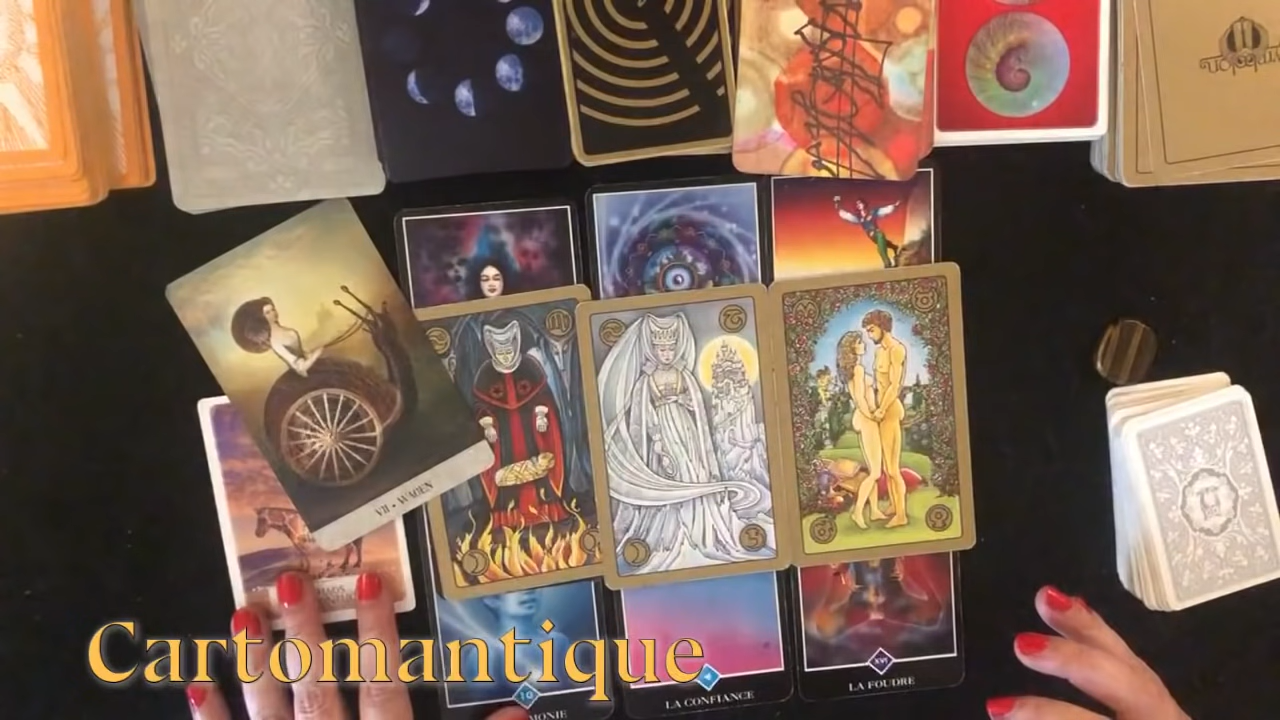 VII • WAGEN
Cartomantique
LA CONFIANCE
XVI
LA FOUDRE